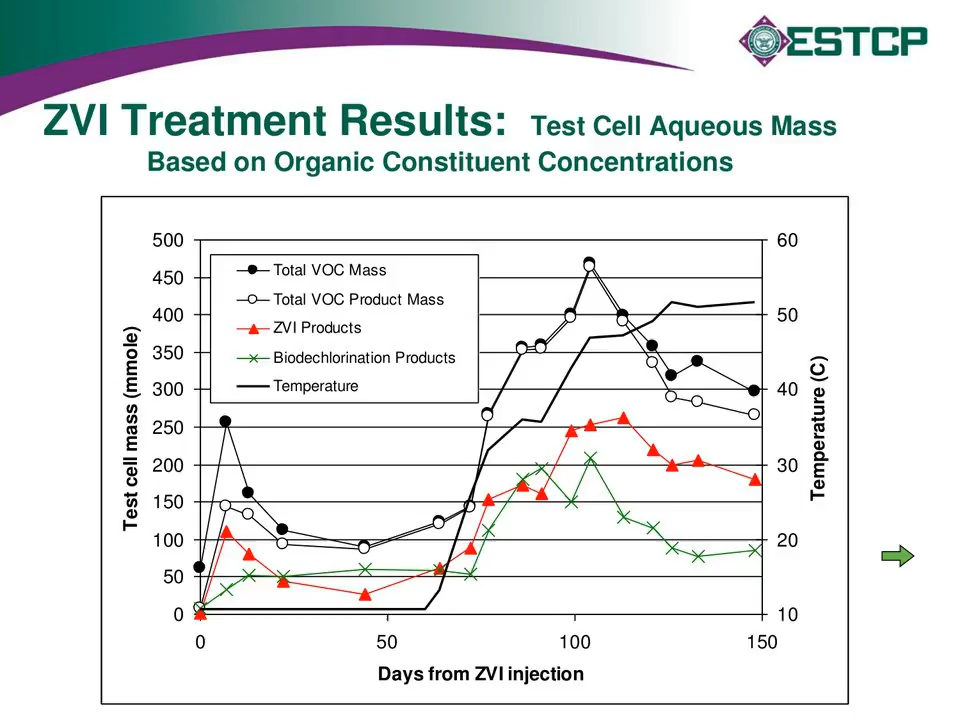 ESTCP
ZVI Treatment Results: Test Cell Aqueous Mass
Based on Organic Constituent Concentrations
500
450
400
350
300
250
200
150
100
50
0
Test cell mass (mmole)
Total VOC Mass
Total VOC Product Mass
ZVI Products
Biodechlorination Products
Temperature
60
50
40
30
20
10
Temperature (C)
0 50 100 150
Days from ZVI injection